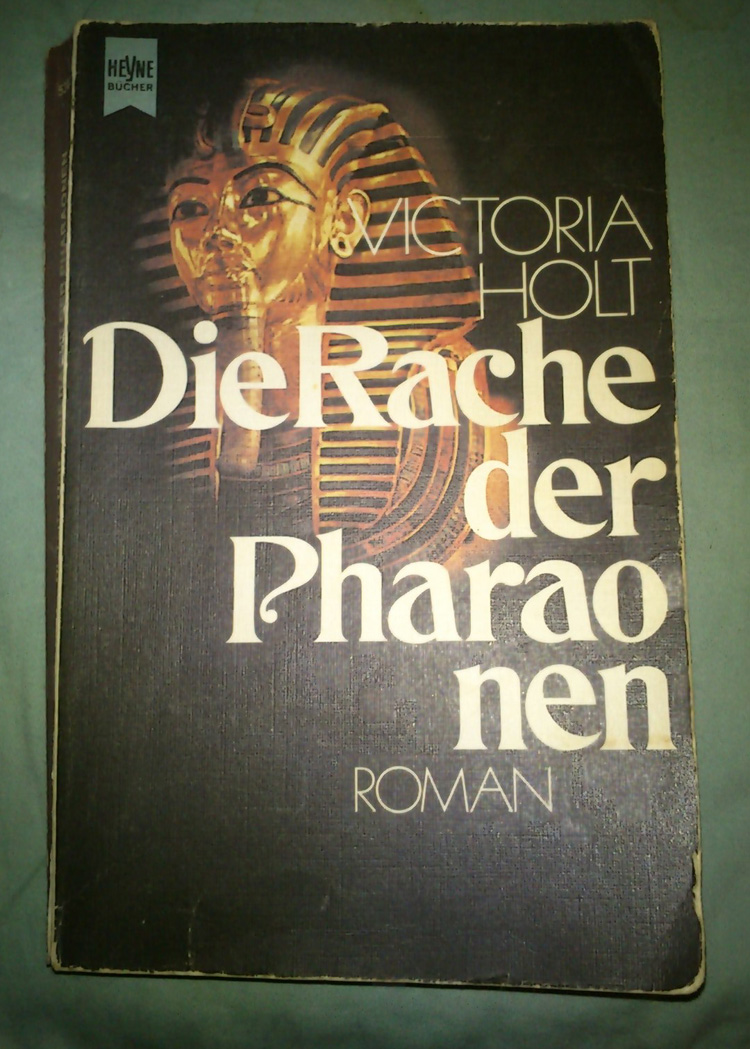 HEYNE
BÜCHER
VICTORIA
HOLT
Die Rache
der
Pharao
nen
ROMAN